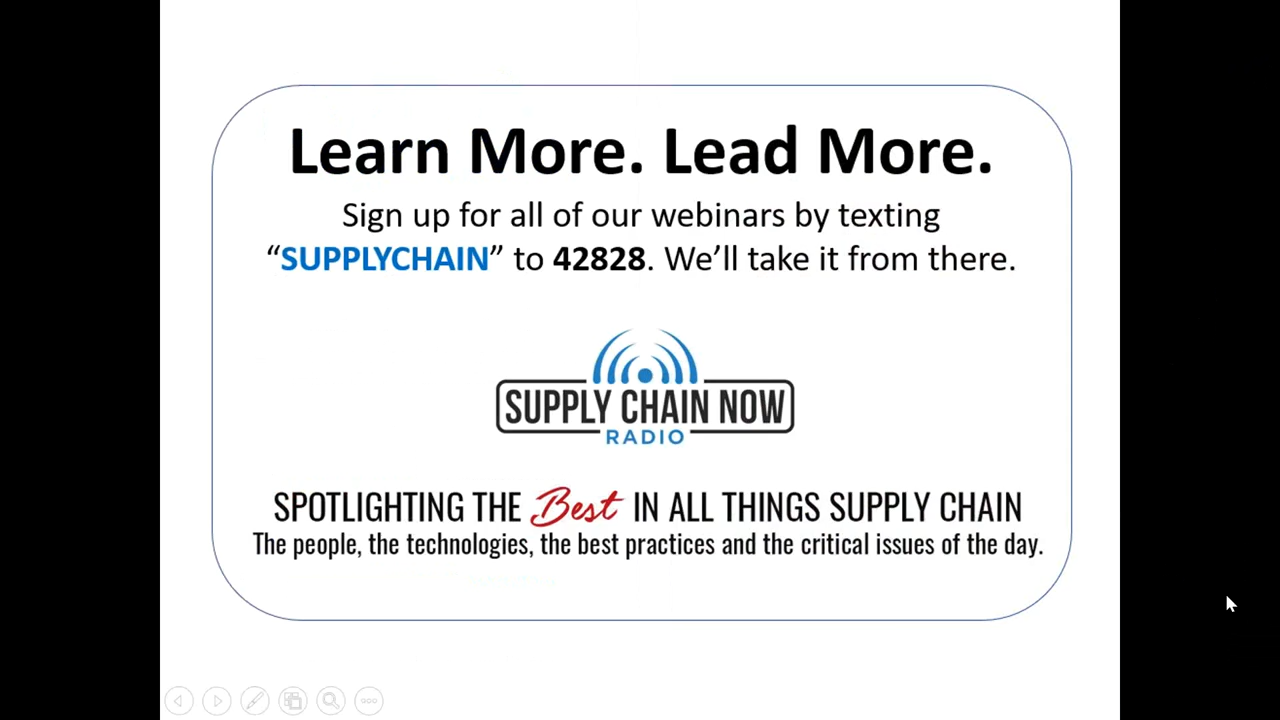 Learn More. Lead More.
Sign up for all of our webinars by texting
“SUPPLYCHAIN” to 42828. We’ll take it from there.
SUPPLY CHAIN NOW
RADIO
SPOTLIGHTING THE Best IN ALL THINGS SUPPLY CHAIN
The people, the technologies, the best practices and the critical issues of the day.